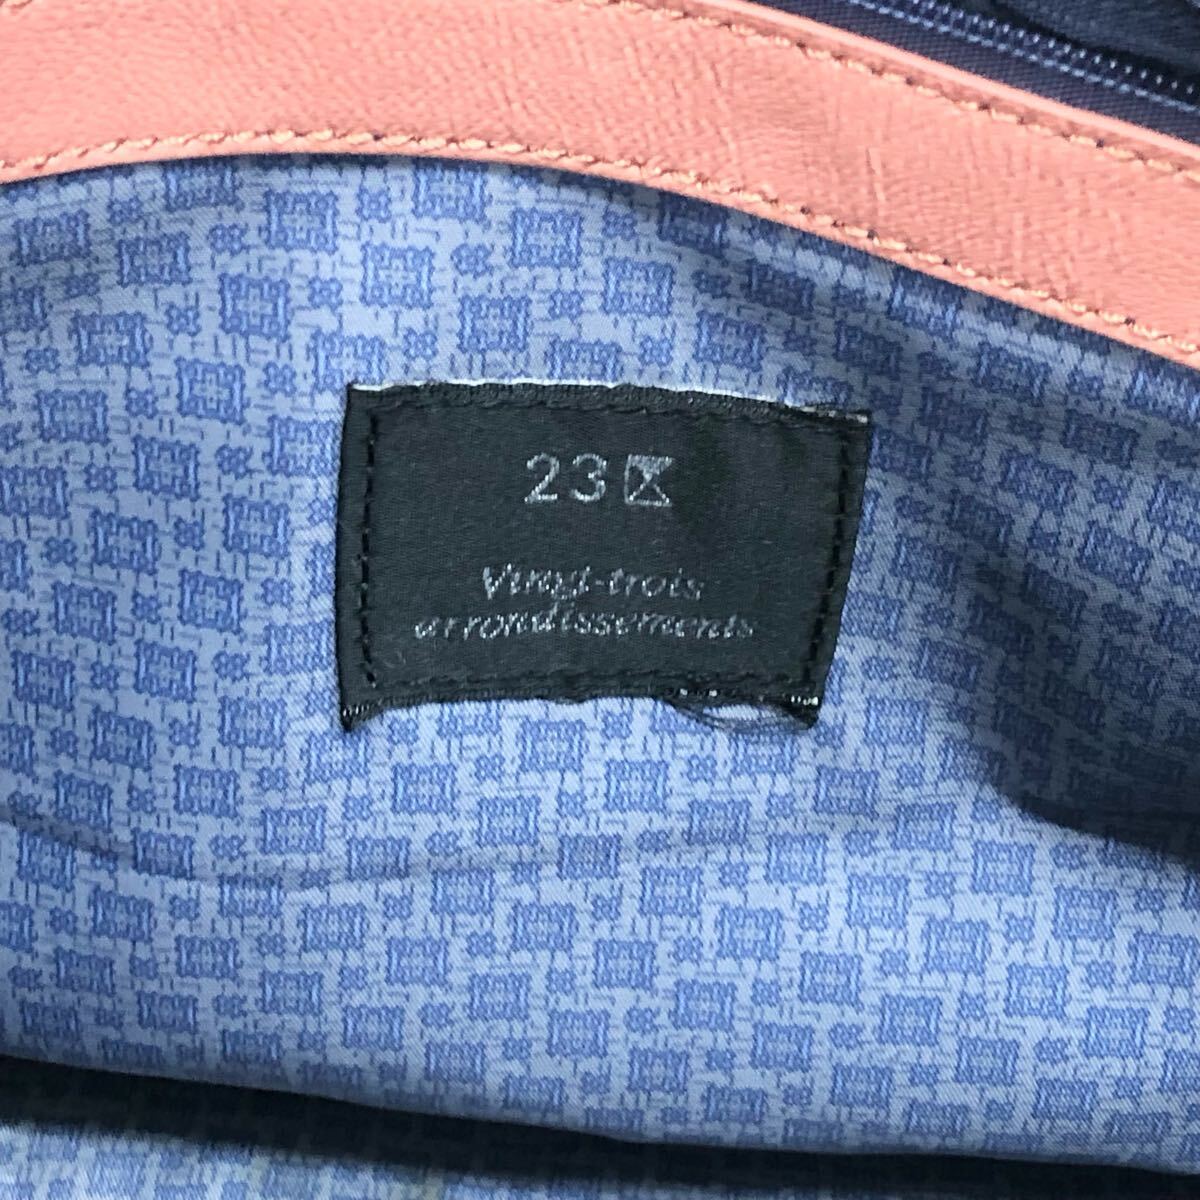 23区
Vingt-trois
arrondissements